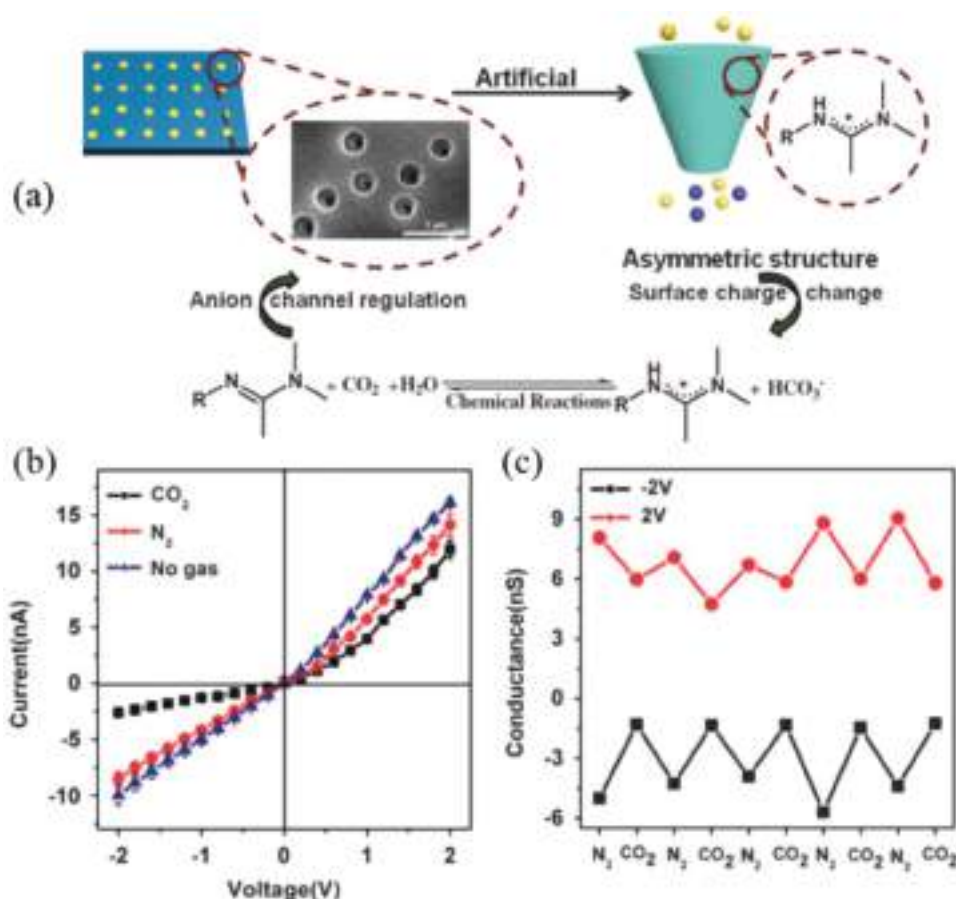 Artificial
H
N
N
R
+
(a)
1 μm
Asymmetric structure
Anion channel regulation
Surface charge change
N
N
R
+ CO2 +H2O
Chemical Reactions
H
N
N
R
+
+ HCO3-
(b)
CO2
N2
No gas
15
10
5
0
-5
-10
Current(nA)
-2 -1 0 1 2
Voltage(V)
(c)
-2V
2V
9
6
3
0
-3
-6
Conductance(nS)
N2 CO2 N2 CO2 N2 CO2 N2 CO2 N2 CO2